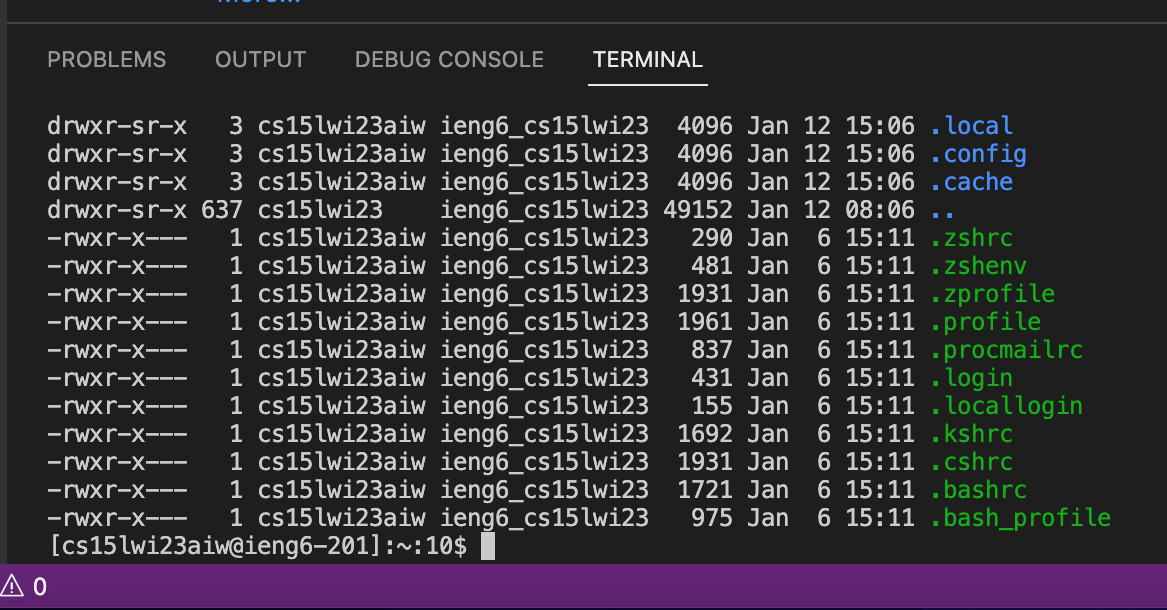 PROBLEMS OUTPUT DEBUG CONSOLE TERMINAL
drwxr-sr-x   3 cs15lwi23aiw ieng6_cs15lwi23  4096 Jan 12 15:06 .local
drwxr-sr-x   3 cs15lwi23aiw ieng6_cs15lwi23  4096 Jan 12 15:06 .config
drwxr-sr-x   3 cs15lwi23aiw ieng6_cs15lwi23  4096 Jan 12 15:06 .cache
drwxr-sr-x 637 cs15lwi23    ieng6_cs15lwi23 49152 Jan 12 08:06 ..
-rwxr-x---   1 cs15lwi23aiw ieng6_cs15lwi23   290 Jan  6 15:11 .zshrc
-rwxr-x---   1 cs15lwi23aiw ieng6_cs15lwi23   481 Jan  6 15:11 .zshenv
-rwxr-x---   1 cs15lwi23aiw ieng6_cs15lwi23  1931 Jan  6 15:11 .zprofile
-rwxr-x---   1 cs15lwi23aiw ieng6_cs15lwi23  1961 Jan  6 15:11 .profile
-rwxr-x---   1 cs15lwi23aiw ieng6_cs15lwi23   837 Jan  6 15:11 .procmailrc
-rwxr-x---   1 cs15lwi23aiw ieng6_cs15lwi23   431 Jan  6 15:11 .login
-rwxr-x---   1 cs15lwi23aiw ieng6_cs15lwi23   155 Jan  6 15:11 .locallogin
-rwxr-x---   1 cs15lwi23aiw ieng6_cs15lwi23  1692 Jan  6 15:11 .kshrc
-rwxr-x---   1 cs15lwi23aiw ieng6_cs15lwi23  1931 Jan  6 15:11 .cshrc
-rwxr-x---   1 cs15lwi23aiw ieng6_cs15lwi23  1721 Jan  6 15:11 .bashrc
-rwxr-x---   1 cs15lwi23aiw ieng6_cs15lwi23   975 Jan  6 15:11 .bash_profile
[cs15lwi23aiw@ieng6-201]:~:10$
0